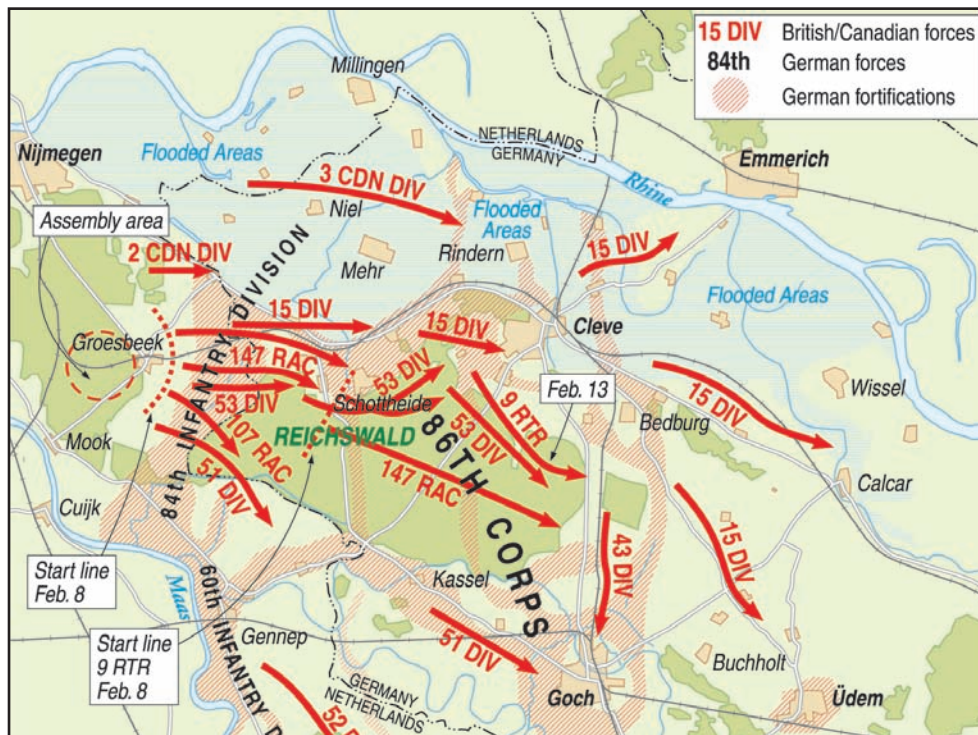 15 DIV British/Canadian forces
84th German forces
German fortifications
Millingen
Nijmegen
Flooded Areas
NETHERLANDS
GERMANY
Emmerich
Rhine
Assembly area
3 CDN DIV
Niel
Flooded
Areas
2 CDN DIV
Mehr
Rindern
15 DIV
Flooded Areas
84th INFANTRY DIVISION
15 DIV
15 DIV
Cleve
Groesbeek
147 RAC
53 DIV
53 DIV
Schottheide
9 RTR
Feb. 13
Wissel
15 DIV
Bedburg
REICHSWALD
86TH CORPS
53 DIV
Mook
107 RAC
51 DIV
147 RAC
Calcar
Cuijk
Start line
Feb. 8
Maas
60th INFANTRY D
Kassel
43 DIV
15 DIV
Start line
9 RTR
Feb. 8
Gennep
51 DIV
Buchholt
GERMANY
NETHERLANDS
Goch
Üdem
52